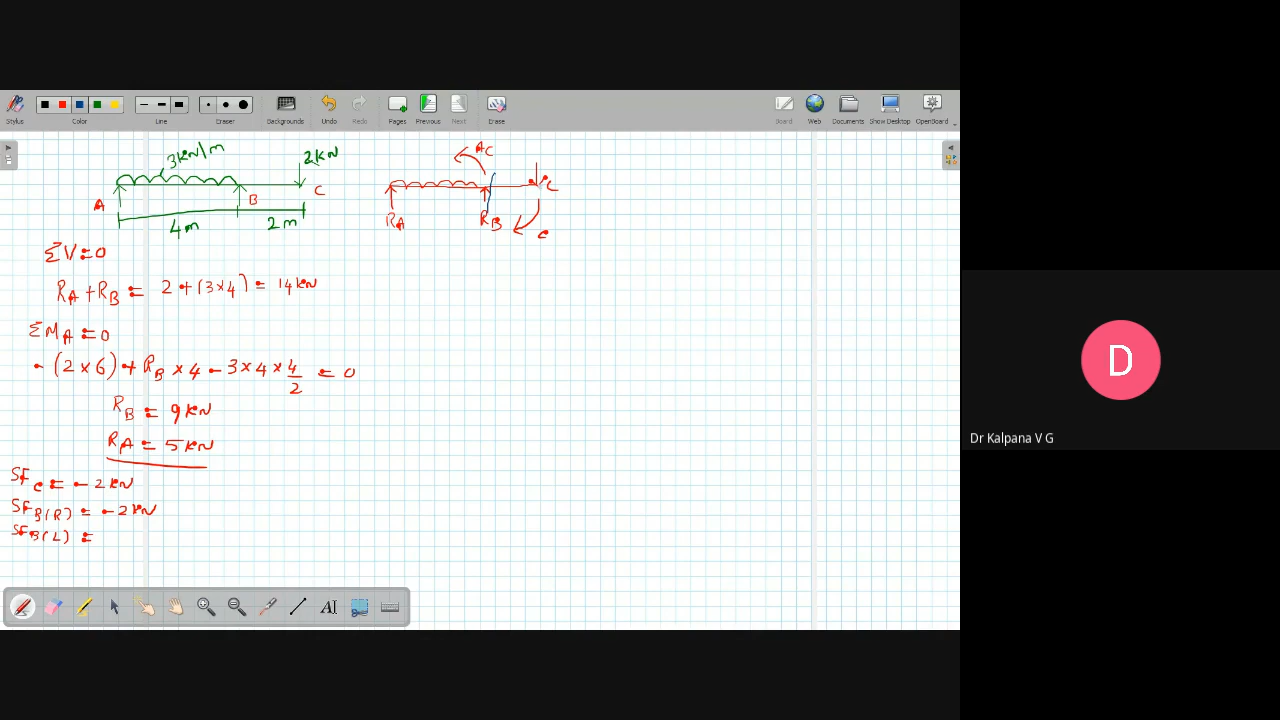 Stylus
Color
Line
Eraser
Backgrounds
Undo
Redo
Pages
Previous
Next
Erase
Board
Web
Documents
Show Desktop
OpenBoard
3kN/m
2kN
A
B
C
4m
2m
AC
C
RA
RB
C
ΣV=0
RA+RB = 2+(3×4) = 14kN
ΣMA=0
-(2×6)+RB×4-3×4×4/2 = 0
RB = 9kN
RA = 5kN
SFC = -2kN
SFB(R) = -2kN
SFB(L) =
AI
D
Dr Kalpana V G